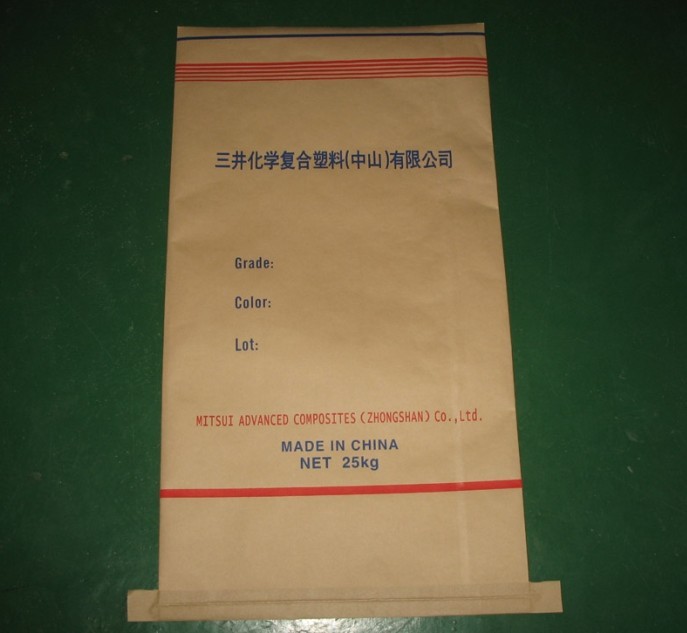 三井化学复合塑料(中山)有限公司
Grade:
Color:
Lot:
MITSUI ADVANCED COMPOSITES (ZHONGSHAN) Co.,Ltd.
MADE IN CHINA
NET 25kg